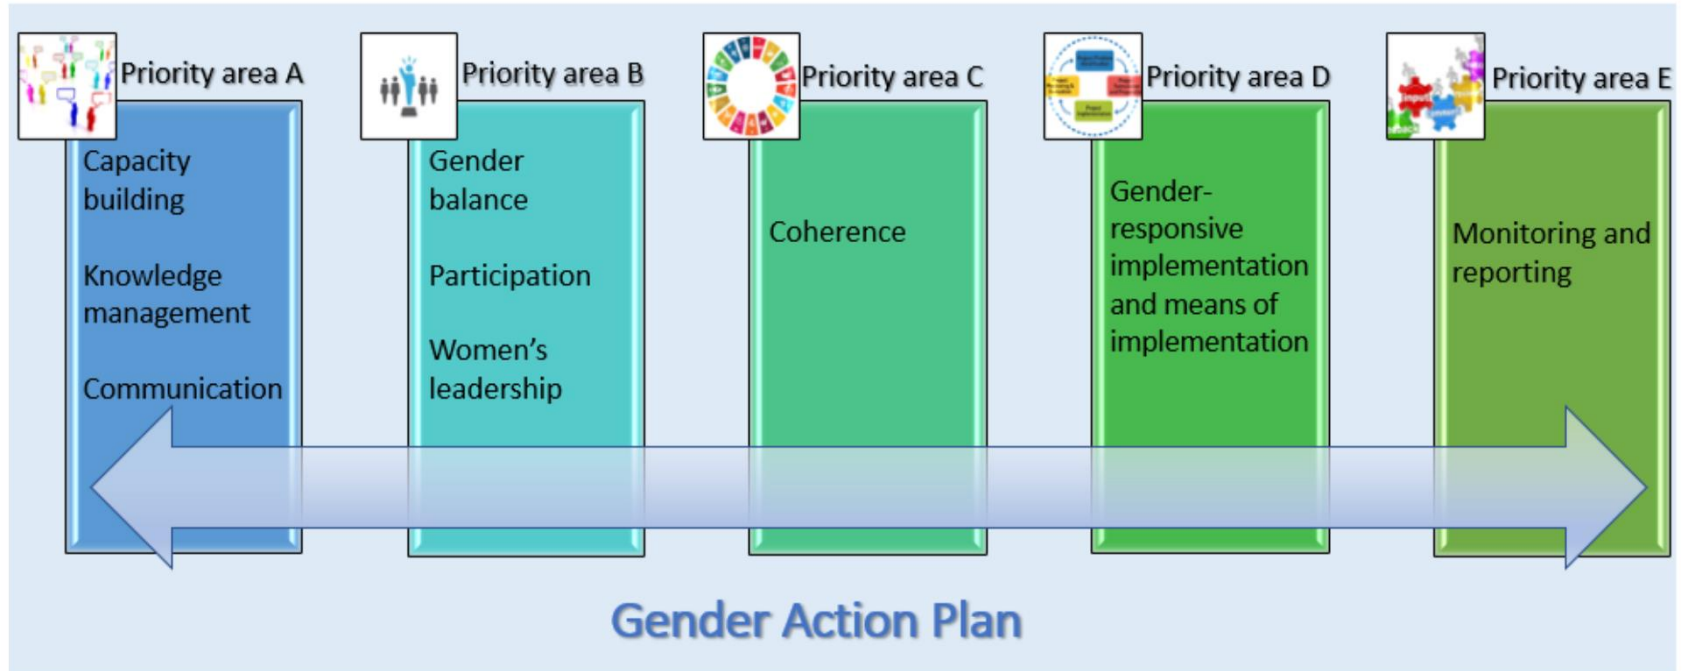 Priority area A
Capacity
building
Knowledge
management
Communication
Priority area B
Gender
balance
Participation
Women's
leadership
Priority area C
Coherence
Priority area D
Gender-
responsive
implementation
and means of
implementation
Priority area E
Monitoring and
reporting
Gender Action Plan